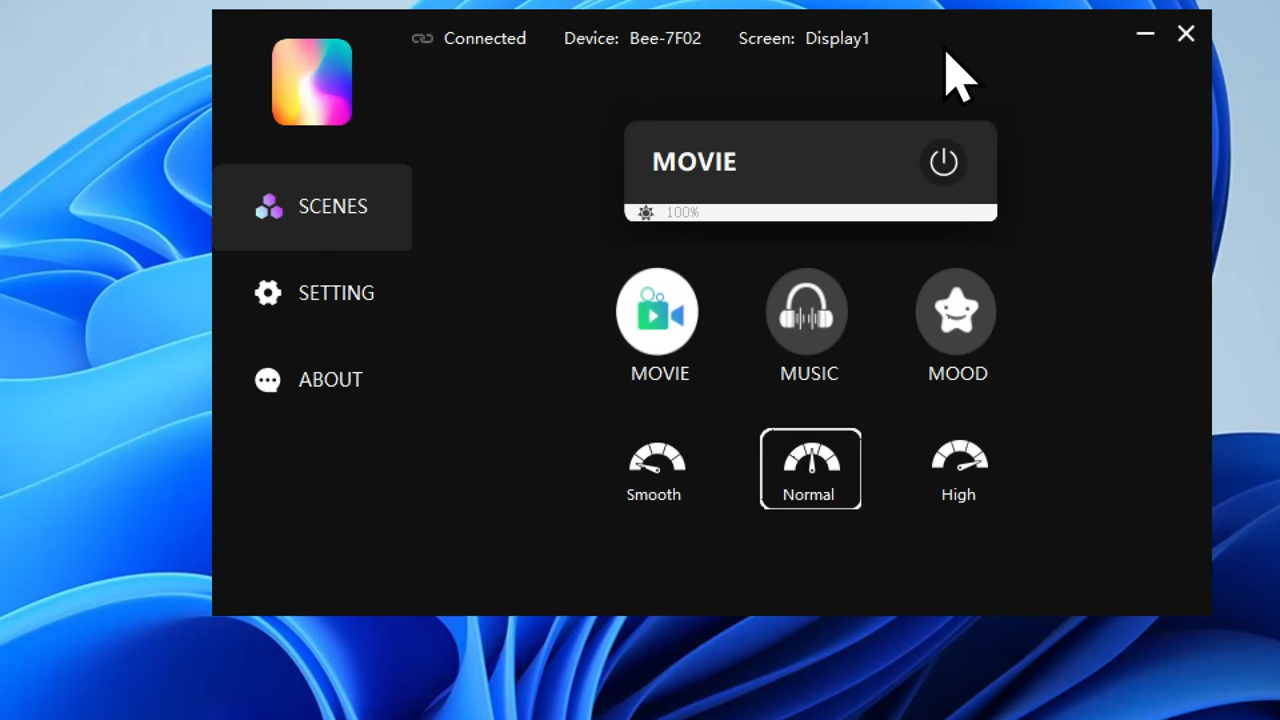 Connected Device: Bee-7F02 Screen: Display1
SCENES
SETTING
ABOUT
MOVIE
100%
MOVIE MUSIC MOOD
Smooth Normal High